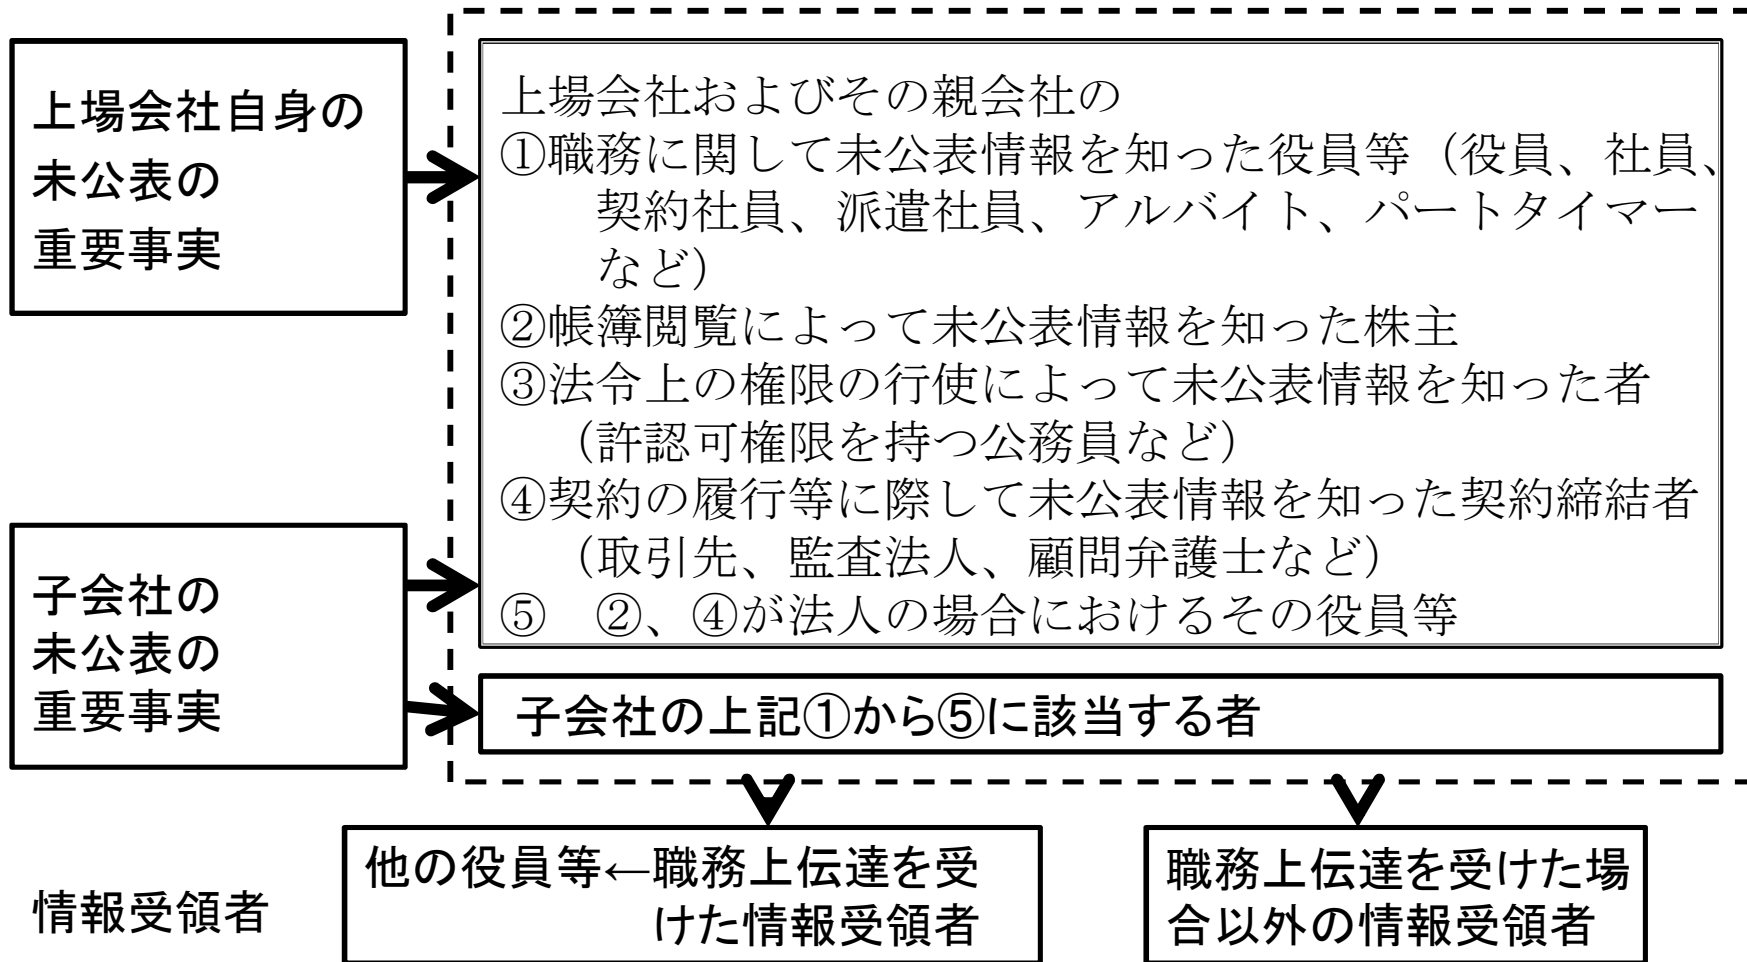 上場会社自身の
未公表の
重要事実
上場会社およびその親会社の
①職務に関して未公表情報を知った役員等（役員、社員、
契約社員、派遣社員、アルバイト、パートタイマー
など）
②帳簿閲覧によって未公表情報を知った株主
③法令上の権限の行使によって未公表情報を知った者
（許認可権限を持つ公務員など）
④契約の履行等に際して未公表情報を知った契約締結者
（取引先、監査法人、顧問弁護士など）
⑤　②、④が法人の場合におけるその役員等
子会社の
未公表の
重要事実
子会社の上記①から⑤に該当する者
情報受領者
他の役員等←職務上伝達を受
けた情報受領者
職務上伝達を受けた場
合以外の情報受領者